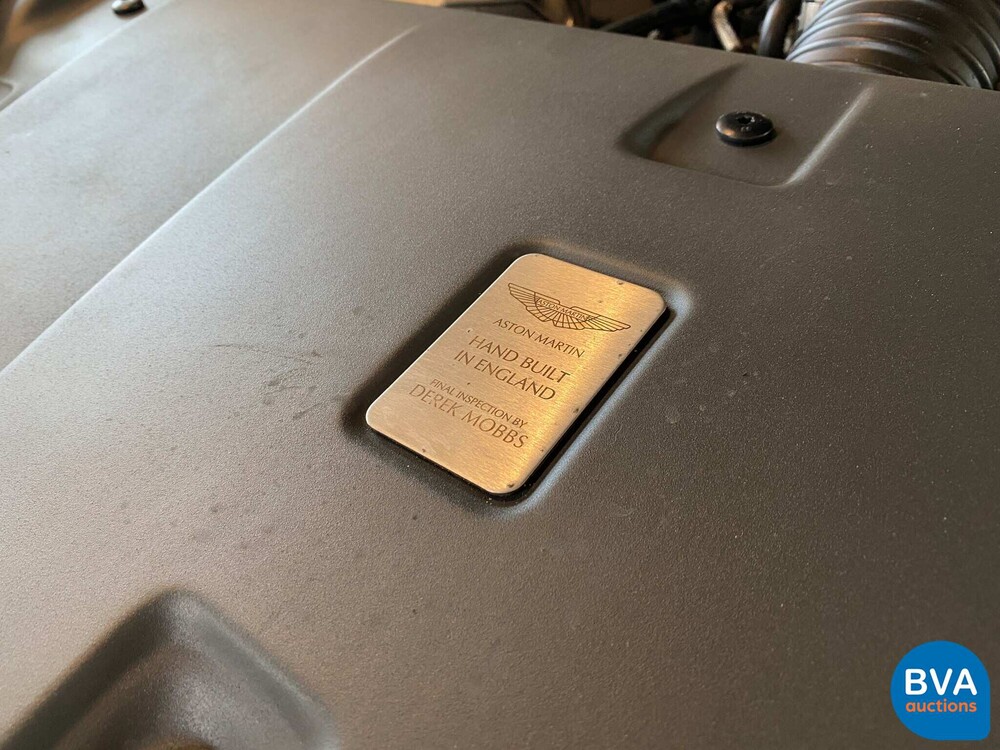 ASTON MARTIN
ASTON MARTIN
HAND BUILT
IN ENGLAND
FINAL INSPECTION BY
DEREK MOBBS
BVA
auctions